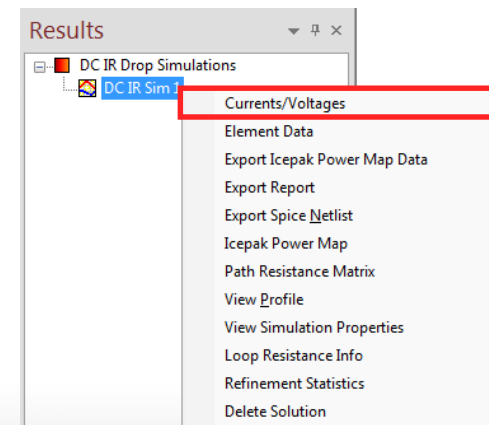 Results
DC IR Drop Simulations
DC IR Sim 1
Currents/Voltages
Element Data
Export Icepak Power Map Data
Export Report
Export Spice Netlist
Icepak Power Map
Path Resistance Matrix
View Profile
View Simulation Properties
Loop Resistance Info
Refinement Statistics
Delete Solution